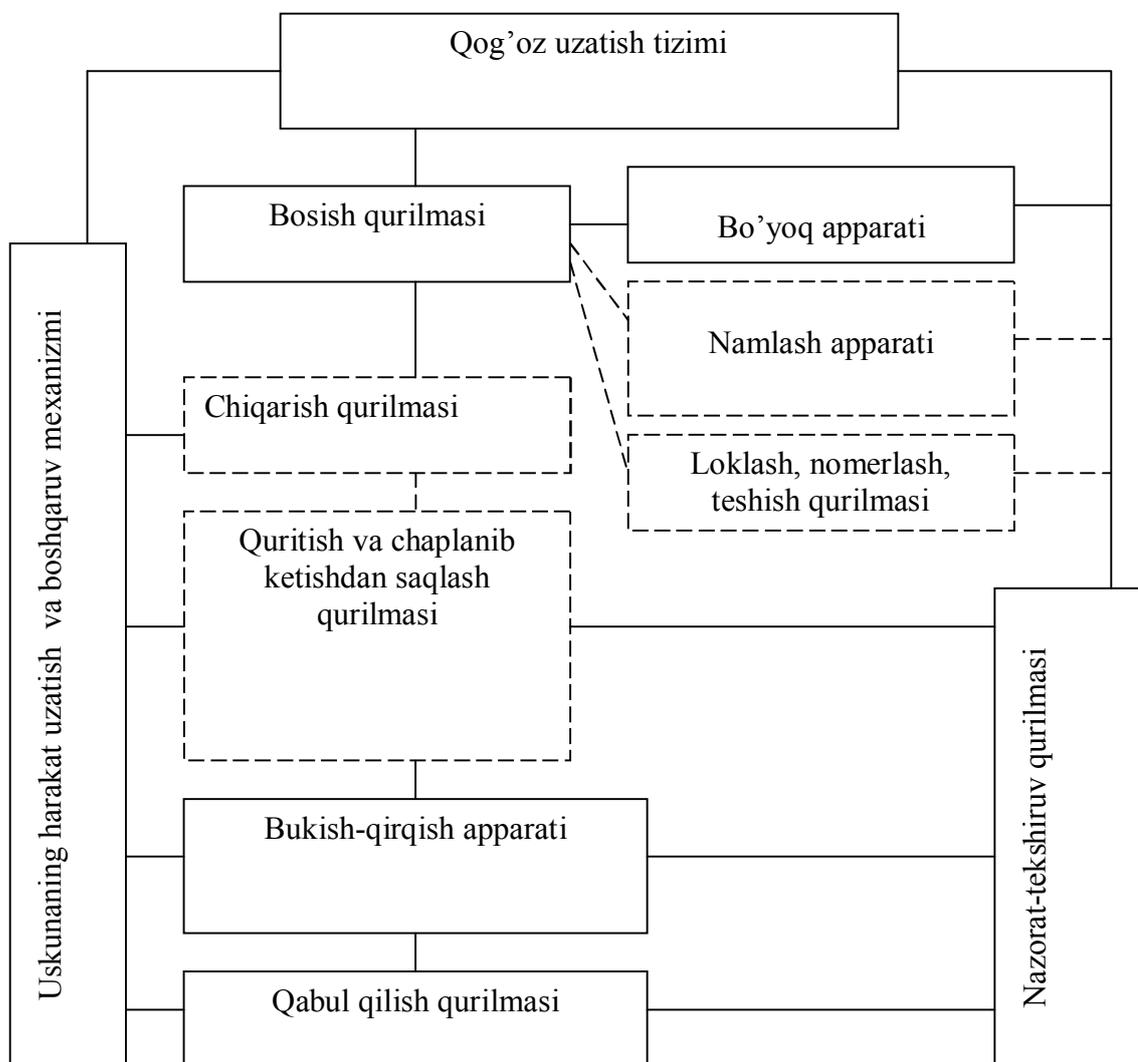 Qog’oz uzatish tizimi
Bosish qurilmasi
Bo’yoq apparati
Namlash apparati
Chiqarish qurilmasi
Loklash, nomerlash,
teshish qurilmasi
Quritish va chaplanib
ketishdan saqlash
qurilmasi
Bukish-qirqish apparati
Qabul qilish qurilmasi
Uskunaning harakat uzatish va boshqaruv mexanizmi
Nazorat-tekshiruv qurilmasi